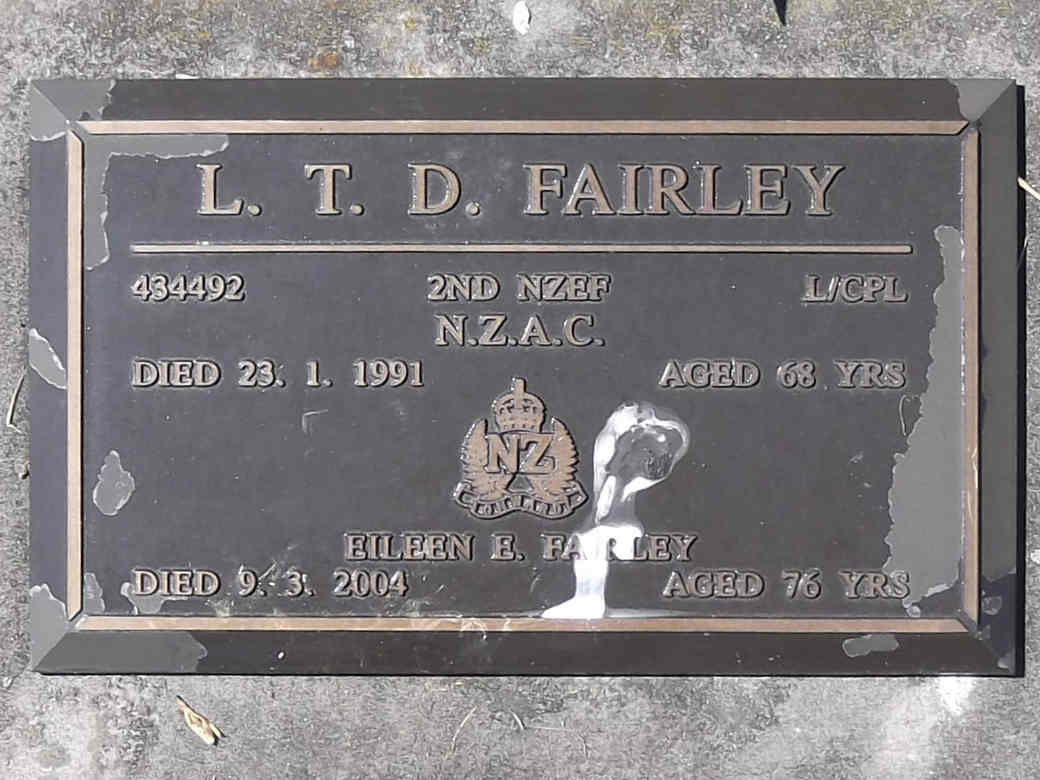 L. T. D. FAIRLEY
434492 2ND NZEF L/CPL
N.Z.A.C.
DIED 23. 1. 1991 AGED 68 YRS
NZ
EILEEN E. FAIRLEY
DIED 9. 3. 2004 AGED 76 YRS